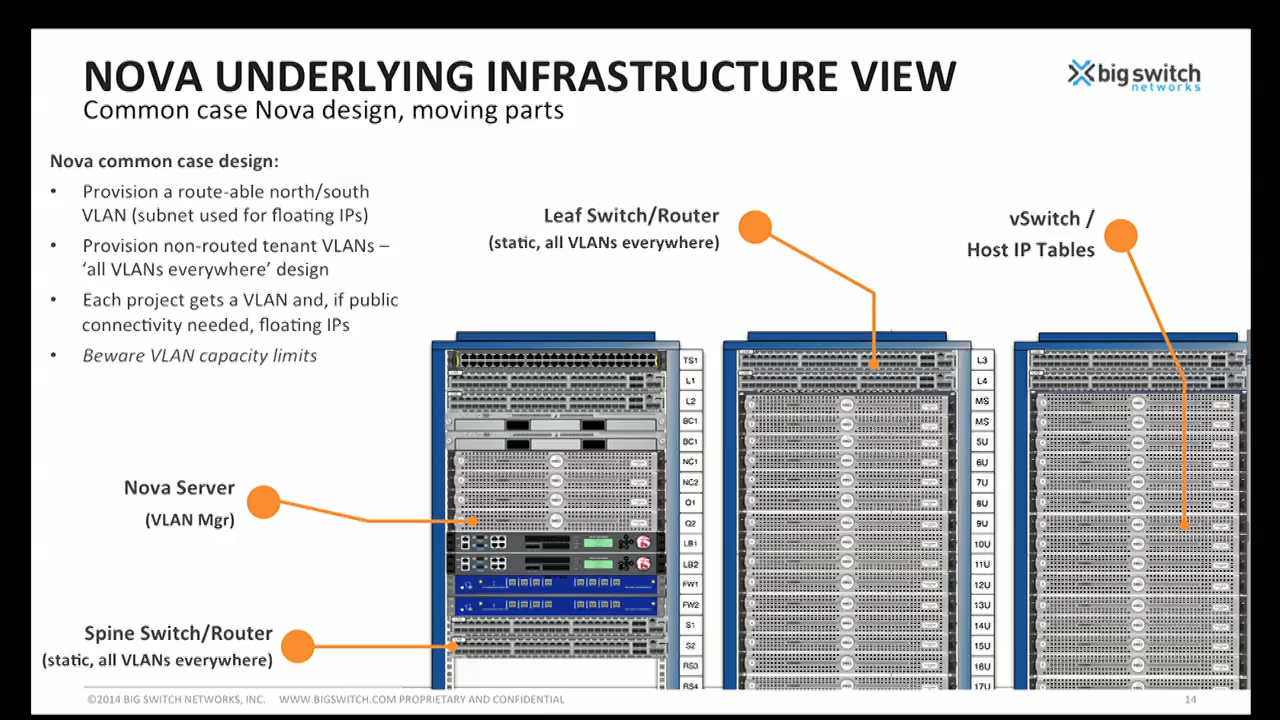 NOVA UNDERLYING INFRASTRUCTURE VIEW
Common case Nova design, moving parts
big switch
networks
Nova common case design:
• Provision a route-able north/south
VLAN (subnet used for floating IPs)
• Provision non-routed tenant VLANs –
‘all VLANs everywhere’ design
• Each project gets a VLAN and, if public
connectivity needed, floating IPs
• Beware VLAN capacity limits
Leaf Switch/Router
(static, all VLANs everywhere)
vSwitch /
Host IP Tables
Nova Server
(VLAN Mgr)
Spine Switch/Router
(static, all VLANs everywhere)
TS1
L1
L2
BC1
BC1
NC1
NC2
Q1
Q2
LB1
LB2
FW1
FW2
S1
S2
RS3
RS4
L3
L4
MS
MS
5U
6U
7U
8U
9U
10U
11U
12U
13U
14U
15U
16U
17U
©2014 BIG SWITCH NETWORKS, INC. WWW.BIGSWITCH.COM PROPRIETARY AND CONFIDENTIAL
14